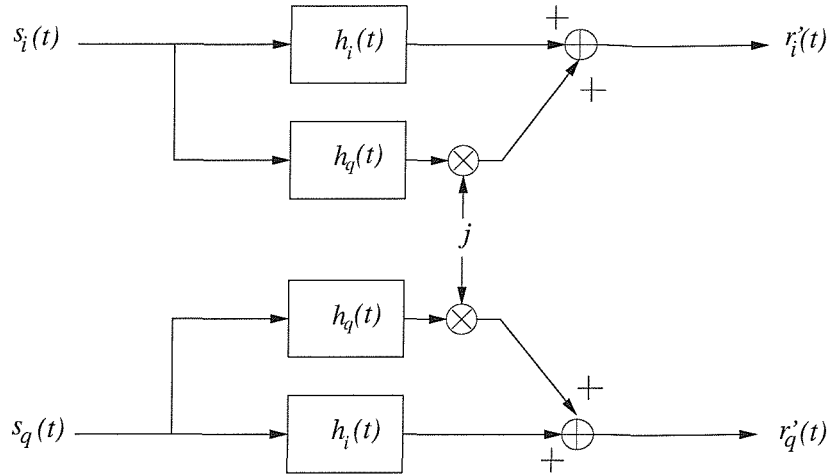 s_i(t) h_i(t) + r'_i(t)
+
h_q(t)
j
h_q(t)
+
s_q(t) h_i(t) + r'_q(t)